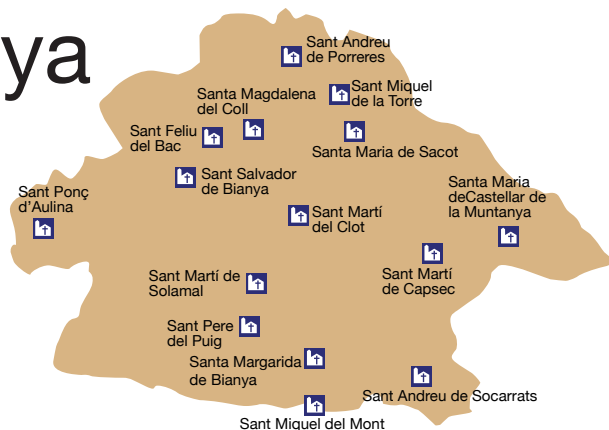 ya
Sant Andreu
de Porreres
Sant Miquel
de la Torre
Santa Magdalena
del Coll
Sant Feliu
del Bac
Santa Maria de Sacot
Sant Salvador
de Bianya
Santa Maria
deCastellar de
la Muntanya
Sant Ponç
d'Aulina
Sant Martí
del Clot
Sant Martí
de Capsec
Sant Martí de
Solamal
Sant Pere
del Puig
Santa Margarida
de Bianya
Sant Andreu de Socarrats
Sant Miquel del Mont